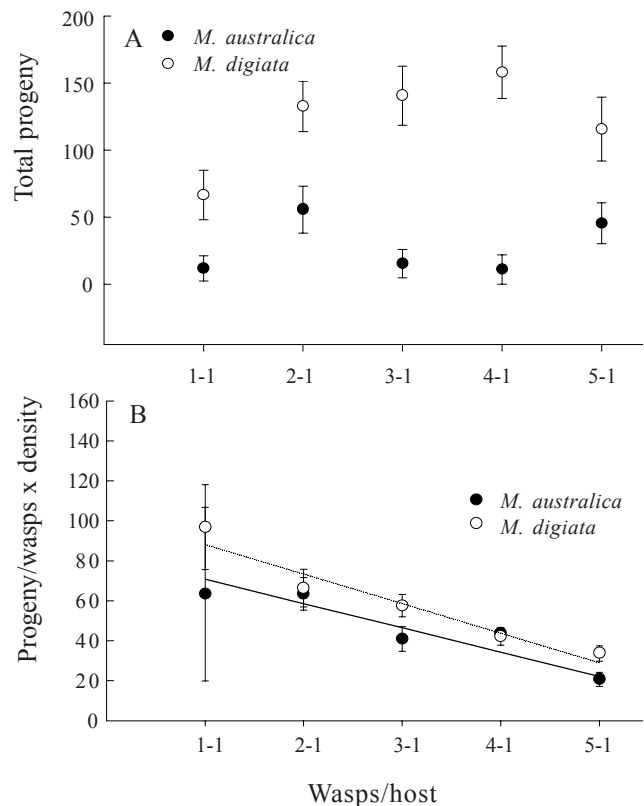 A
M. australica
M. digiata
Total progeny
200
150
100
50
0
1-1 2-1 3-1 4-1 5-1
B
M. australica
M. digiata
Progeny/wasps x density
160
140
120
100
80
60
40
20
0
1-1 2-1 3-1 4-1 5-1
Wasps/host